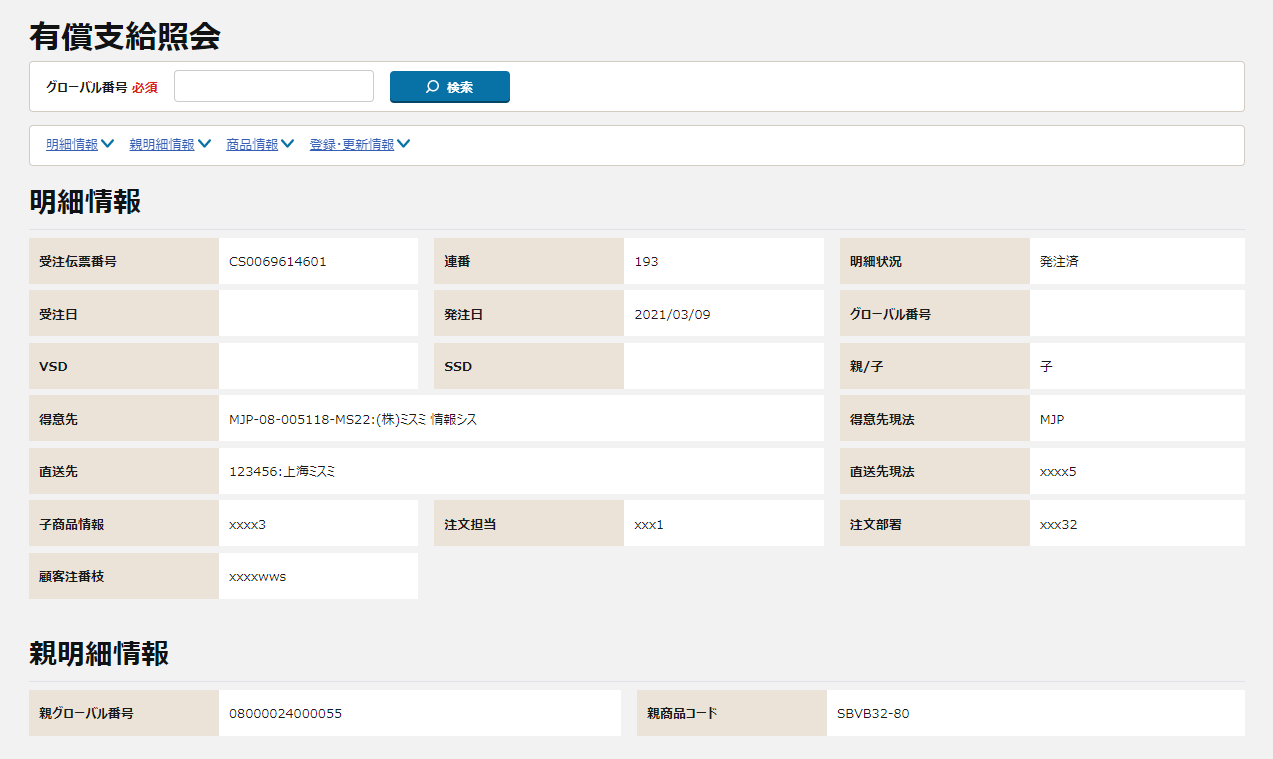 有償支給照会
グローバル番号 必須 検索
明細情報 親明細情報 商品情報 登録・更新情報
明細情報
受注伝票番号 CS0069614601 連番 193 明細状況 発注済
受注日 発注日 2021/03/09 グローバル番号
VSD SSD 親/子 子
得意先 MJP-08-005118-MS22:(株)ミスミ 情報シス 得意先現法 MJP
直送先 123456:上海ミスミ 直送先現法 xxxx5
子商品情報 xxxx3 注文担当 xxx1 注文部署 xxx32
顧客注番枝 xxxxwws
親明細情報
親グローバル番号 08000024000055 親商品コード SBVB32-80